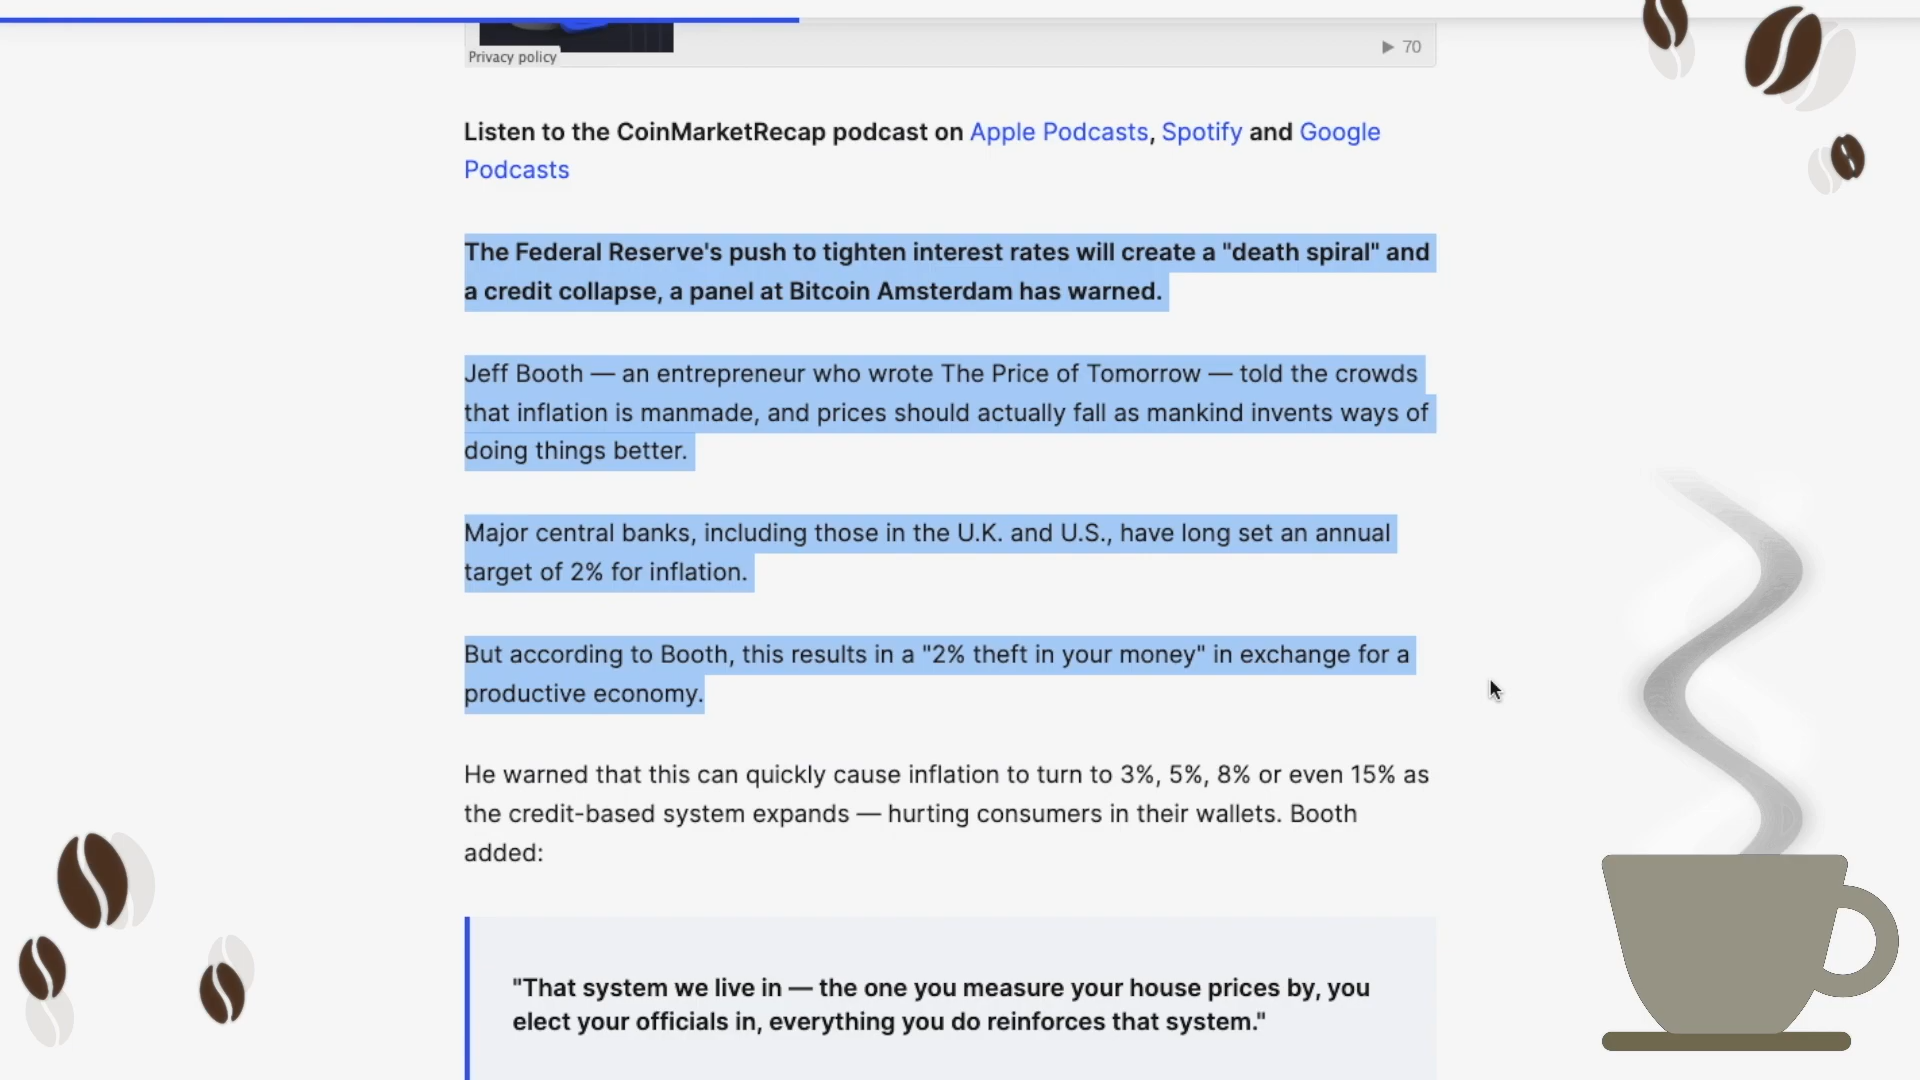 Privacy policy
70
Listen to the CoinMarketRecap podcast on Apple Podcasts, Spotify and Google
Podcasts
The Federal Reserve's push to tighten interest rates will create a "death spiral" and
a credit collapse, a panel at Bitcoin Amsterdam has warned.
Jeff Booth — an entrepreneur who wrote The Price of Tomorrow — told the crowds
that inflation is manmade, and prices should actually fall as mankind invents ways of
doing things better.
Major central banks, including those in the U.K. and U.S., have long set an annual
target of 2% for inflation.
But according to Booth, this results in a "2% theft in your money" in exchange for a
productive economy.
He warned that this can quickly cause inflation to turn to 3%, 5%, 8% or even 15% as
the credit-based system expands — hurting consumers in their wallets. Booth
added:
"That system we live in — the one you measure your house prices by, you
elect your officials in, everything you do reinforces that system."